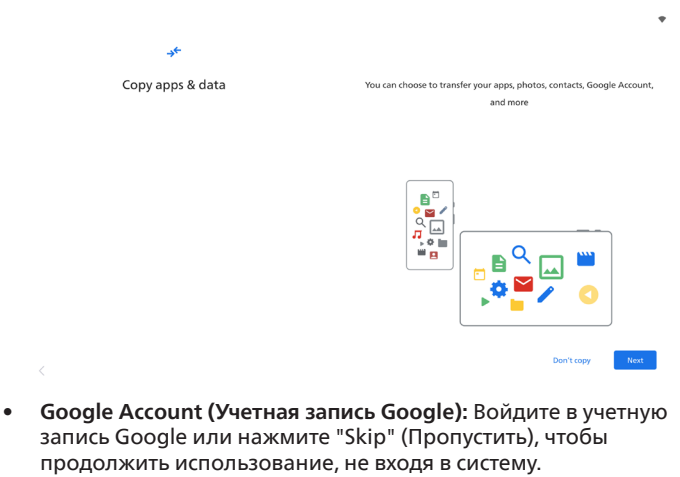 Copy apps & data
You can choose to transfer your apps, photos, contacts, Google Account,
and more
Don't copy
Next
• Google Account (Учетная запись Google): Войдите в учетную
запись Google или нажмите "Skip" (Пропустить), чтобы
продолжить использование, не входя в систему.